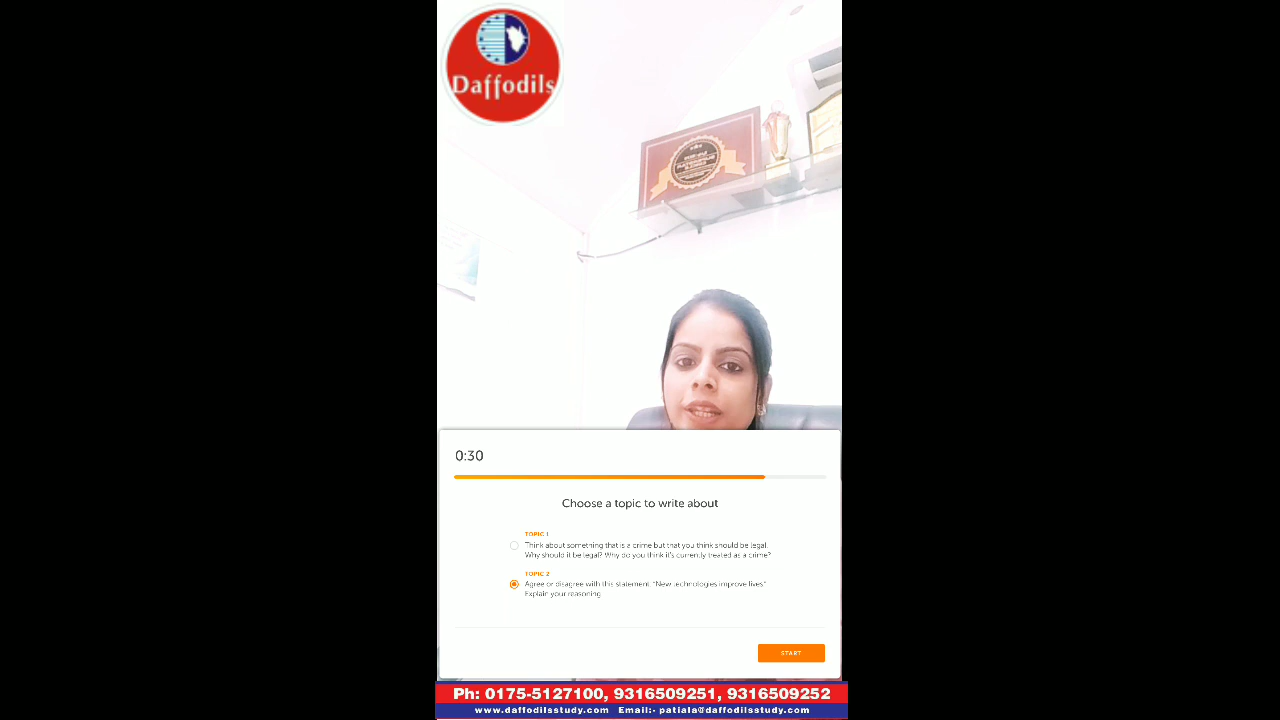 Daffodils
0:30
Choose a topic to write about
TOPIC 1
Think about something that is a crime but that you think should be legal.
Why should it be legal? Why do you think it's currently treated as a crime?
TOPIC 2
Agree or disagree with this statement: "New technologies improve lives".
Explain your reasoning.
START
Ph: 0175-5127100, 9316509251, 9316509252
www.daffodilsstudy.com Email:- patiala@daffodilsstudy.com